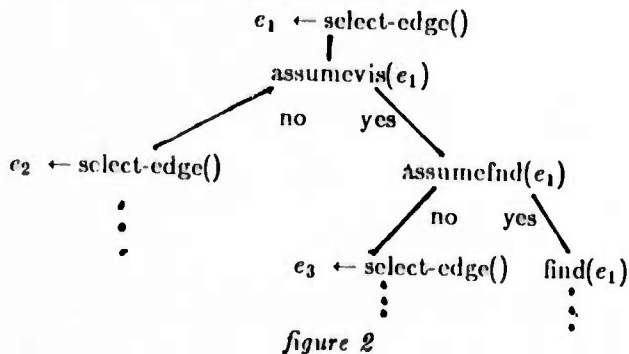 e₁ ← select-edge()
assumevis(e₁)
no yes
e₂ ← select-edge()
Assumefnd(e₁)
no yes
e₃ ← select-edge() find(e₁)
figure 2